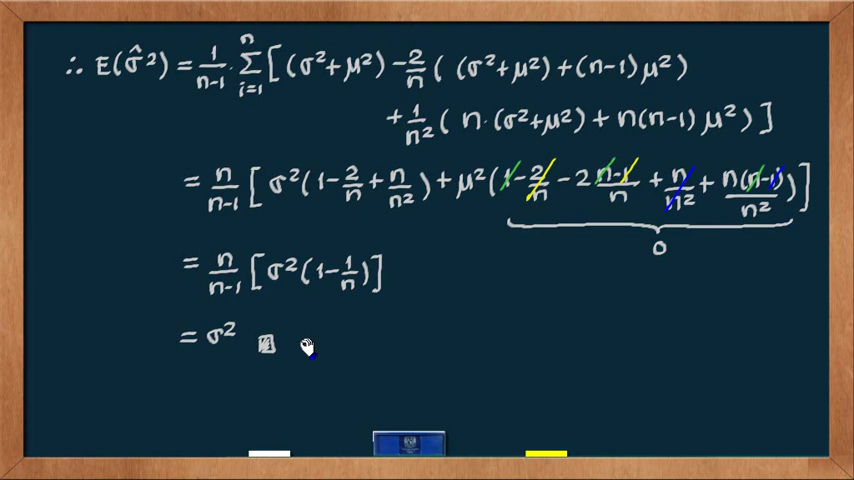 ∴ E(σ̂²) = 1/(n-1) · Σ_{i=1}^{n} [ (σ²+μ²) - 2/n ( (σ²+μ²) + (n-1)μ² )
+ 1/n² ( n·(σ²+μ²) + n(n-1)μ² ) ]
= n/(n-1) [ σ²(1 - 2/n + n/n²) + μ²(1 - 2/n - 2 (n-1)/n + n/n² + n(n-1)/n²) ]
0
= n/(n-1) [ σ²(1 - 1/n) ]
= σ²